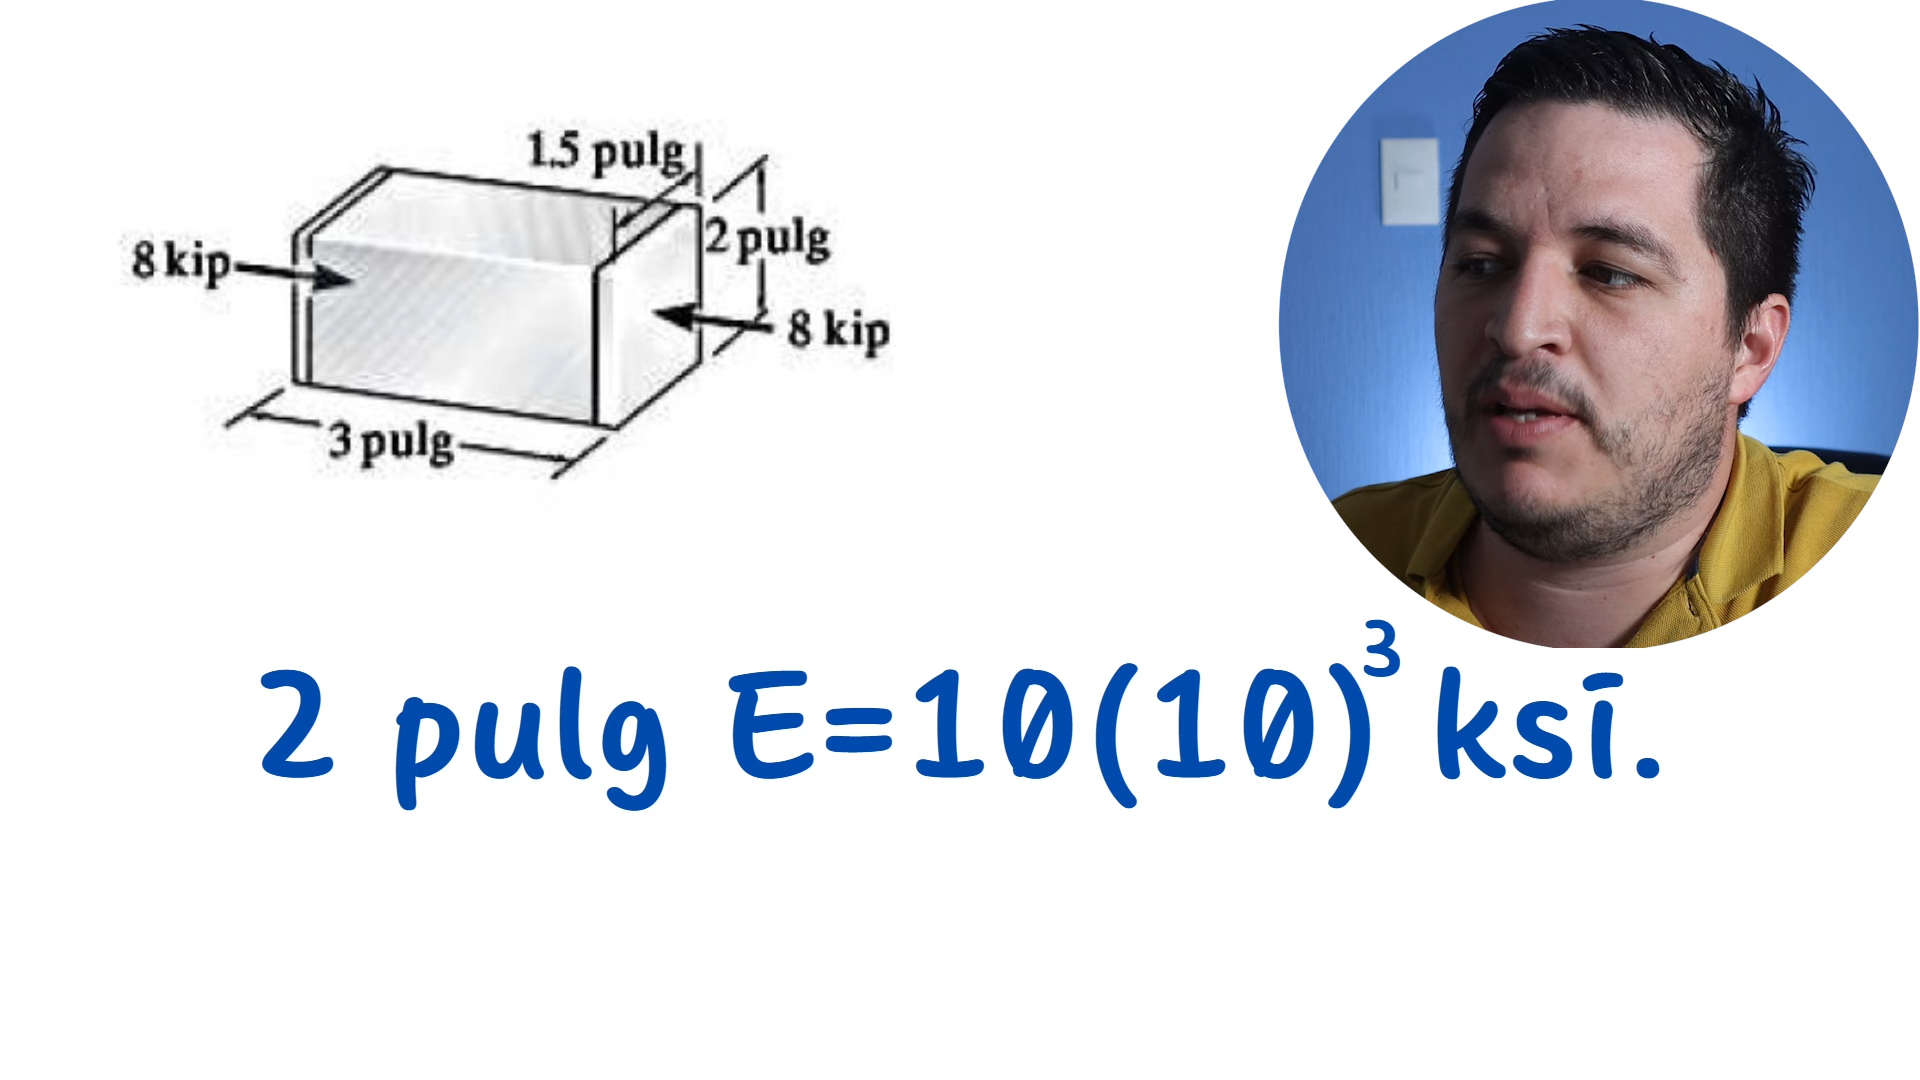 1.5 pulg
2 pulg
8 kip
8 kip
3 pulg
2 pulg E=10(10)³ ksi.